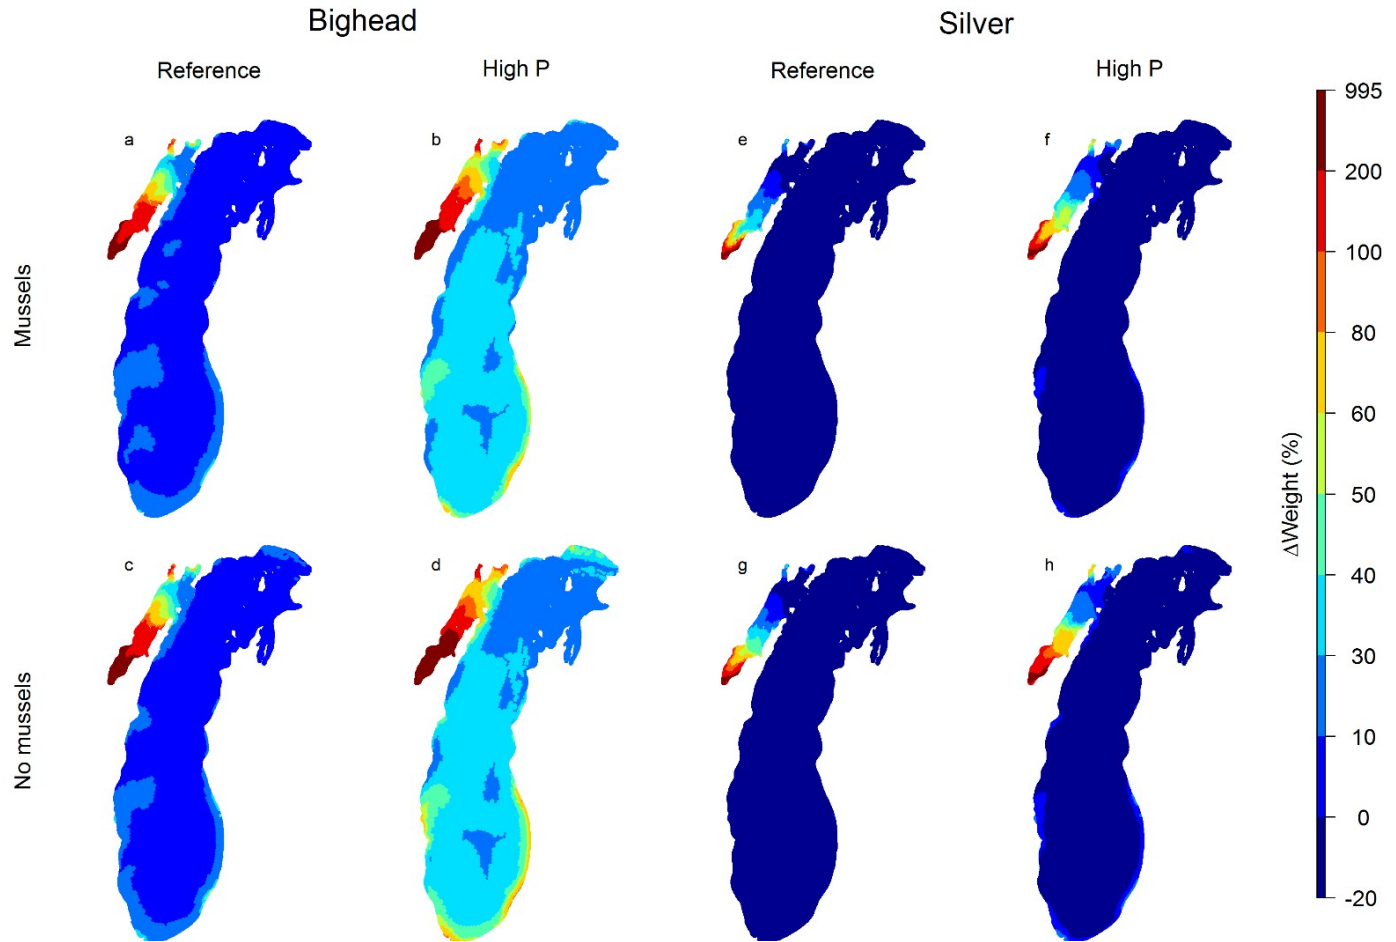 Bighead
Silver
Reference
High P
Reference
High P
a
b
e
f
Mussels
c
d
g
h
No mussels
995
200
100
80
60
50
40
30
10
0
-20
ΔWeight (%)